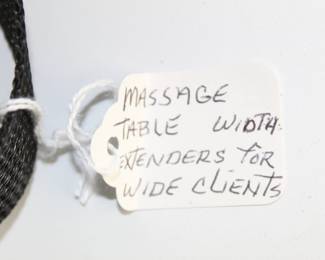 MASSAGE
TABLE WIDTH
EXTENDERS FOR
WIDE CLIENTS